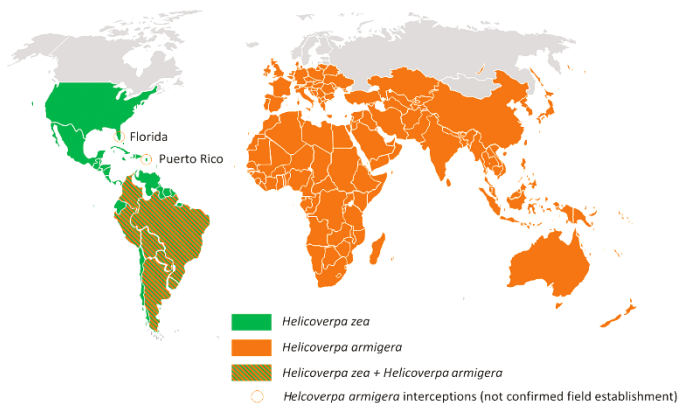 Florida
Puerto Rico
Helicoverpa zea
Helicoverpa armigera
Helicoverpa zea + Helicoverpa armigera
Helcoverpa armigera interceptions (not confirmed field establishment)